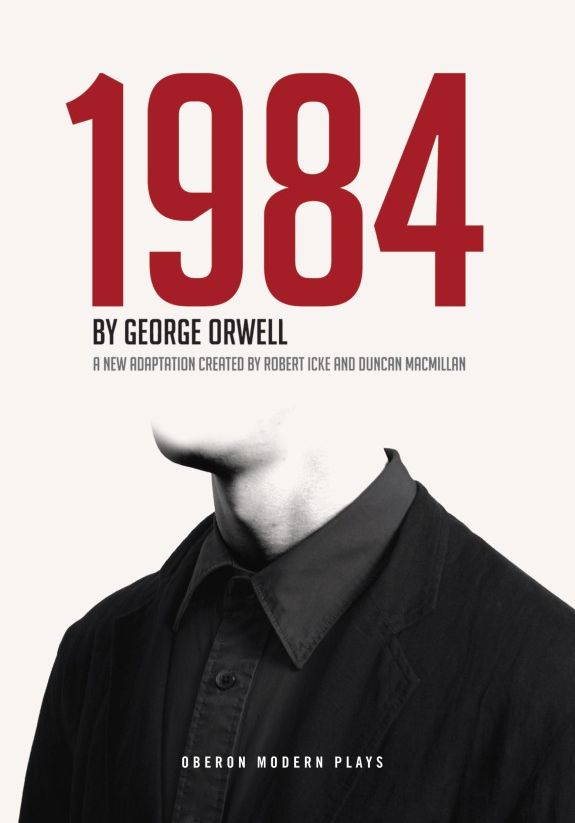 1984
BY GEORGE ORWELL
A NEW ADAPTATION CREATED BY ROBERT ICKE AND DUNCAN MACMILLAN
OBERON MODERN PLAYS